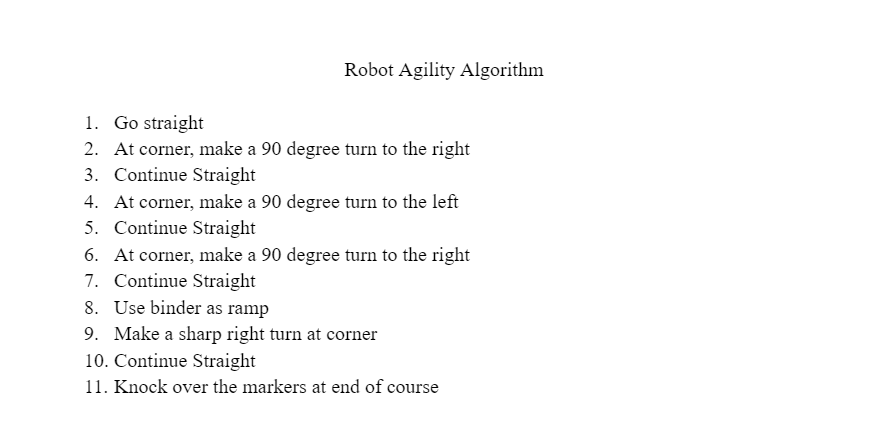 Robot Agility Algorithm
1. Go straight
2. At corner, make a 90 degree turn to the right
3. Continue Straight
4. At corner, make a 90 degree turn to the left
5. Continue Straight
6. At corner, make a 90 degree turn to the right
7. Continue Straight
8. Use binder as ramp
9. Make a sharp right turn at corner
10. Continue Straight
11. Knock over the markers at end of course